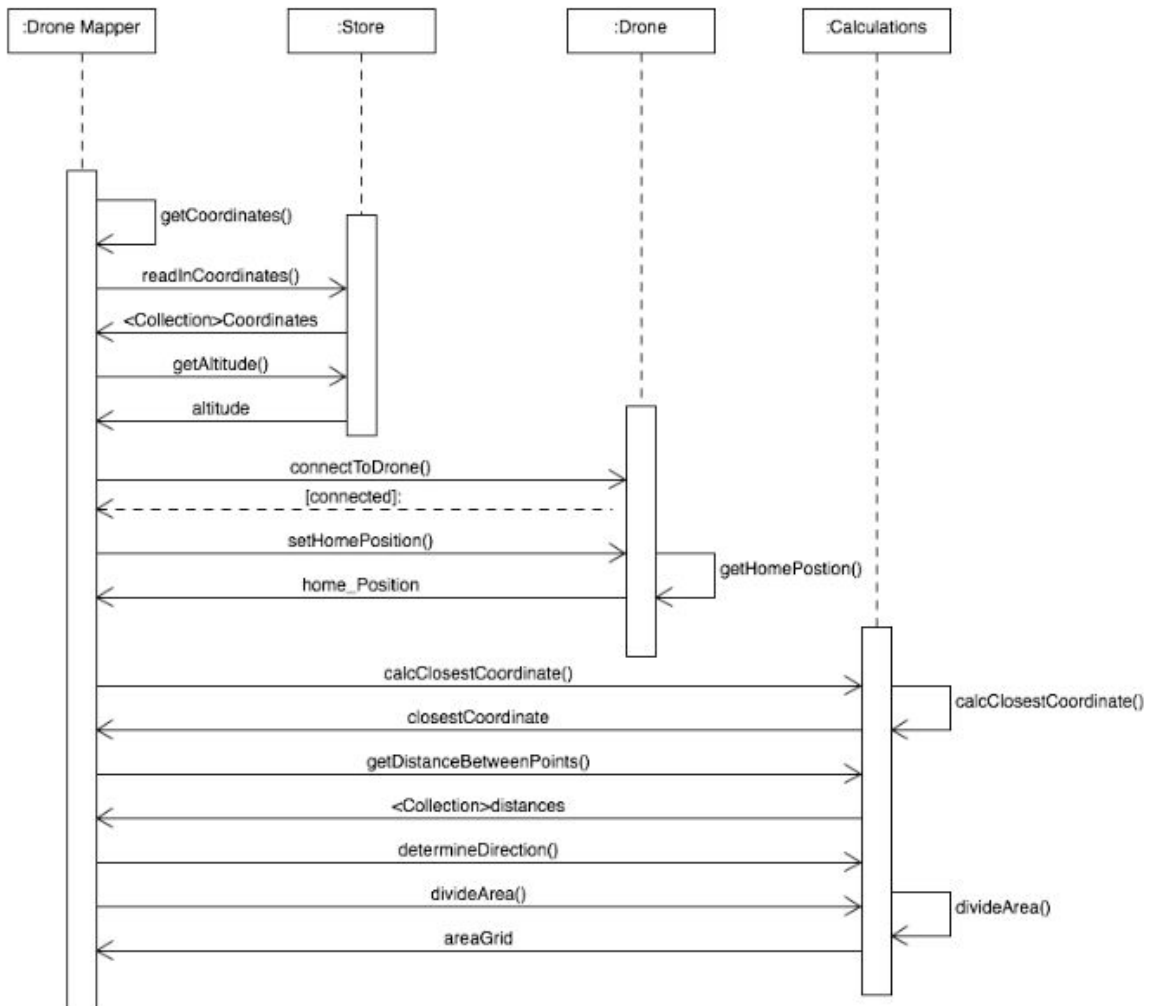 :Drone Mapper
:Store
:Drone
:Calculations
getCoordinates()
readInCoordinates()
<Collection>Coordinates
getAltitude()
altitude
connectToDrone()
[connected]:
setHomePosition()
getHomePostion()
home_Position
calcClosestCoordinate()
calcClosestCoordinate()
closestCoordinate
getDistanceBetweenPoints()
<Collection>distances
determineDirection()
divideArea()
divideArea()
areaGrid